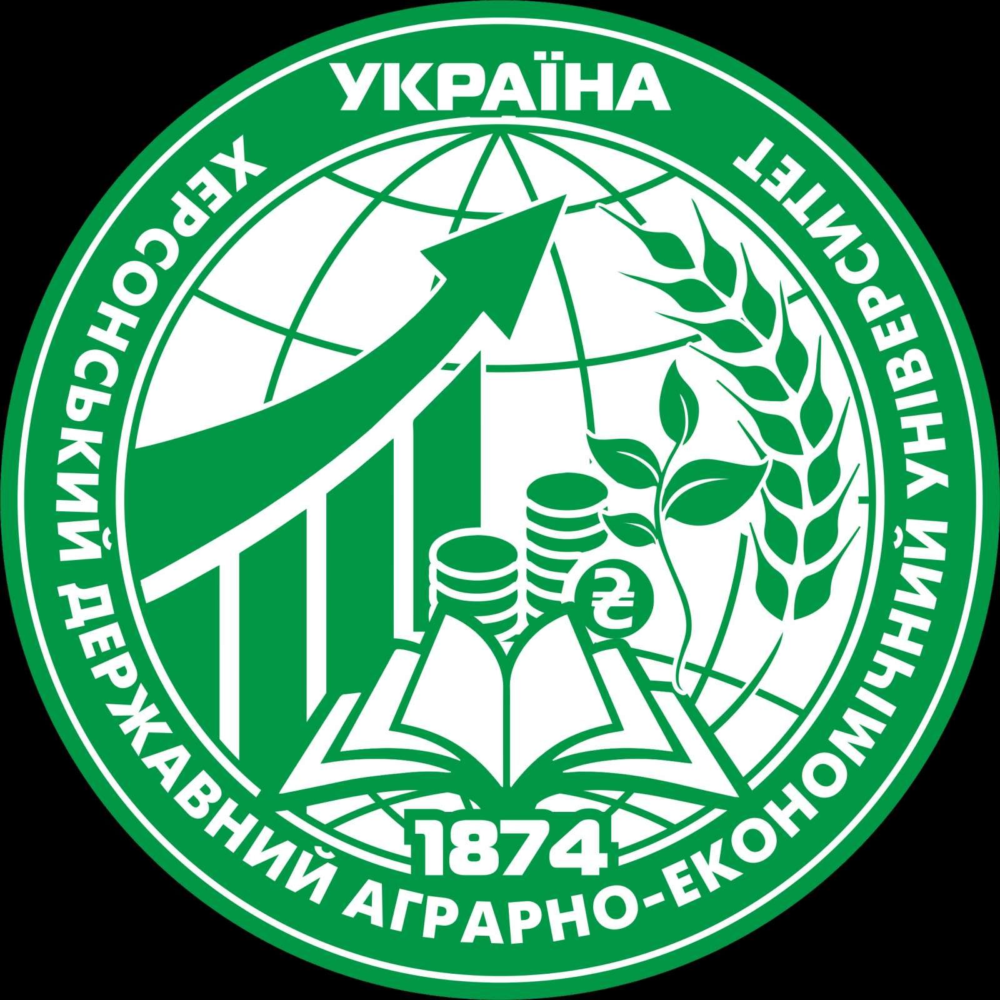 УКРАЇНА
ХЕРСОНСЬКИЙ ДЕРЖАВНИЙ АГРАРНО-ЕКОНОМІЧНИЙ УНІВЕРСИТЕТ
₴
1874